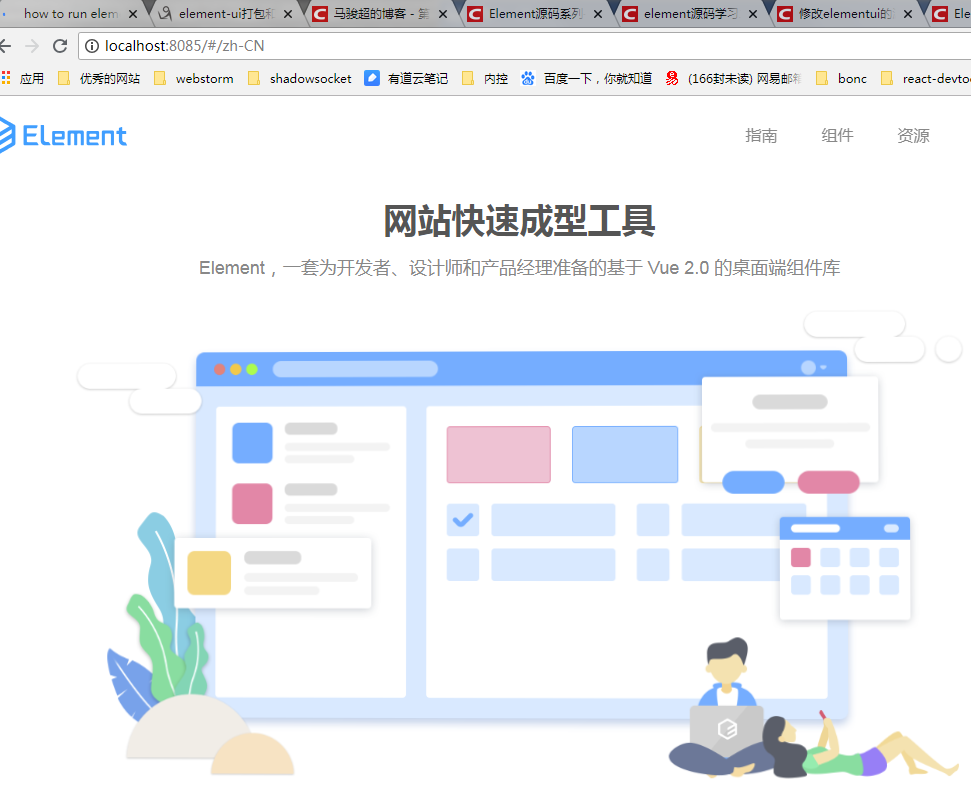 how to run elem
element-ui打包和
马骏超的博客 - 第
Element源码系列
element源码学习
修改elementui的
Ele
localhost:8085/#/zh-CN
应用 优秀的网站 webstorm shadowsocket 有道云笔记 内控 百度一下，你就知道 (166封未读) 网易邮箱 bonc react-devtoo
Element
指南 组件 资源
网站快速成型工具
Element，一套为开发者、设计师和产品经理准备的基于 Vue 2.0 的桌面端组件库